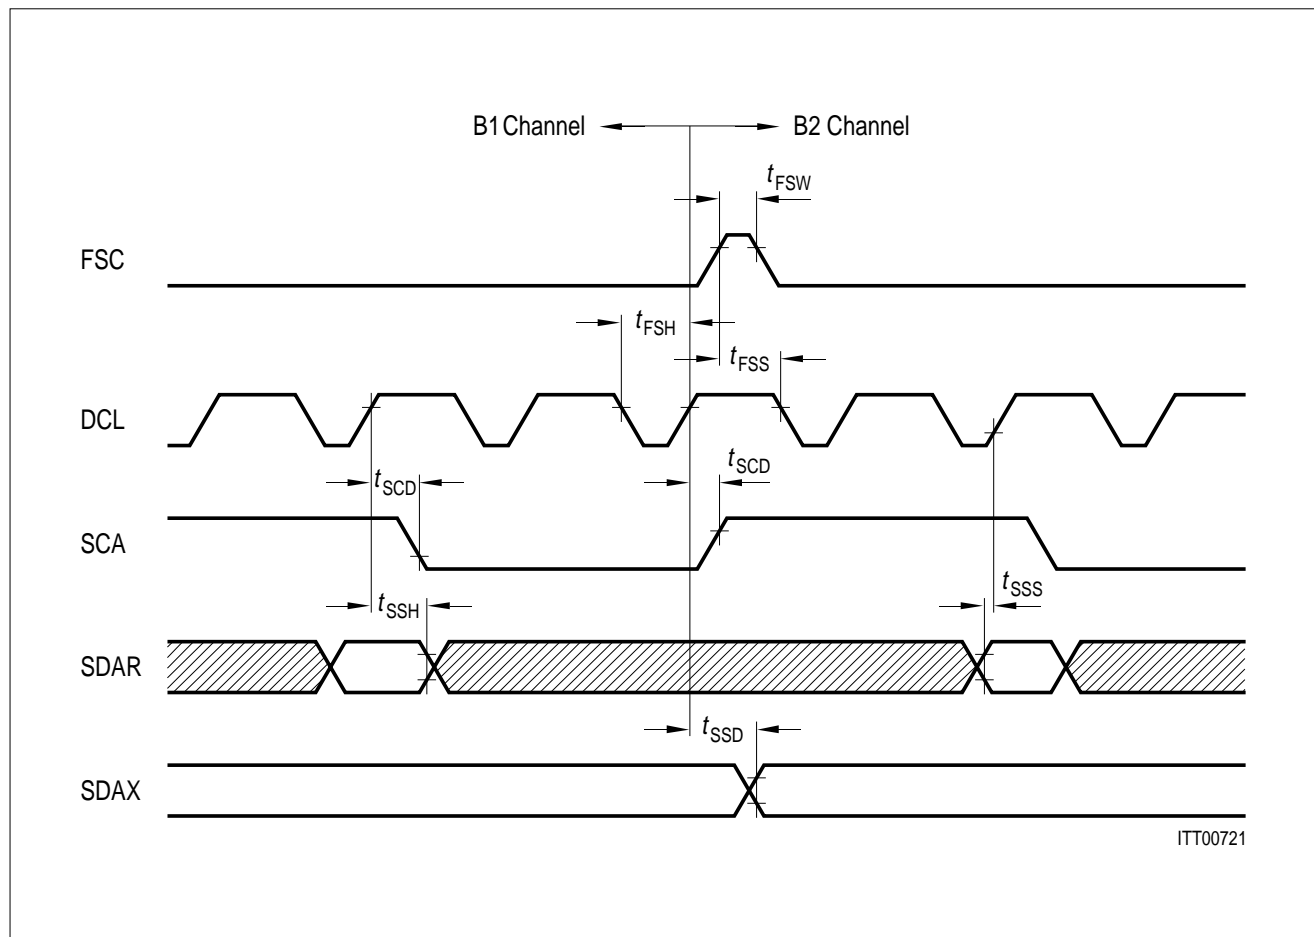 B1 Channel
B2 Channel
tFSW
FSC
tFSH
tFSS
DCL
tSCD
tSCD
SCA
tSSH
tSSS
SDAR
tSSD
SDAX
ITT00721